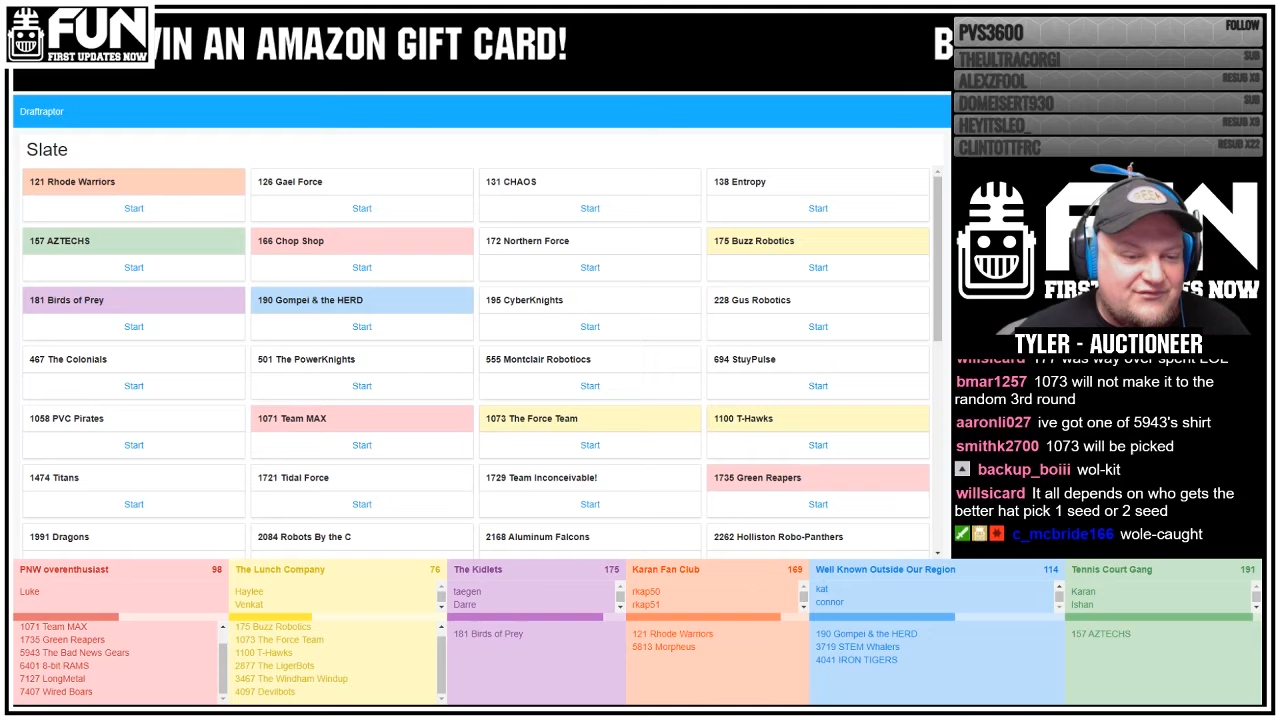 FUN
FIRST UPDATES NOW
IN AN AMAZON GIFT CARD!
B
Draftraptor
Slate
121 Rhode Warriors
126 Gael Force
131 CHAOS
138 Entropy
Start
Start
Start
Start
157 AZTECHS
166 Chop Shop
172 Northern Force
175 Buzz Robotics
Start
Start
Start
Start
181 Birds of Prey
190 Gompei & the HERD
195 CyberKnights
228 Gus Robotics
Start
Start
Start
Start
467 The Colonials
501 The PowerKnights
555 Montclair Robotiocs
694 StuyPulse
Start
Start
Start
Start
1058 PVC Pirates
1071 Team MAX
1073 The Force Team
1100 T-Hawks
Start
Start
Start
Start
1474 Titans
1721 Tidal Force
1729 Team Inconceivable!
1735 Green Reapers
Start
Start
Start
Start
1991 Dragons
2084 Robots By the C
2168 Aluminum Falcons
2262 Holliston Robo-Panthers
PNW overenthusiast 98
Luke
1071 Team MAX
1735 Green Reapers
5943 The Bad News Gears
6401 8-bit RAMS
7127 LongMetal
7407 Wired Boars
The Lunch Company 76
Haylee
Venkat
175 Buzz Robotics
1073 The Force Team
1100 T-Hawks
2877 The LigerBots
3467 The Windham Windup
4097 Devilbots
The Kidlets 175
taegen
Darre
181 Birds of Prey
Karan Fan Club 169
rkap50
rkap51
121 Rhode Warriors
5813 Morpheus
Well Known Outside Our Region 114
kat
connor
190 Gompei & the HERD
3719 STEM Whalers
4041 IRON TIGERS
Tennis Court Gang 191
Karan
Ishan
157 AZTECHS
PVS3600 FOLLOW
THEULTRACORGI SUB
ALEXZFOOL RESUB X8
DOMEISERT930 SUB
HEYITSLEO_ RESUB X9
CLINTOTTFRC RESUB X22
FUN
FIRST UPDATES NOW
TYLER - AUCTIONEER
willsicard 177 was way over spent LOL
bmar1257 1073 will not make it to the
random 3rd round
aaronli027 ive got one of 5943's shirt
smithk2700 1073 will be picked
backup_boiii wol-kit
willsicard It all depends on who gets the
better hat pick 1 seed or 2 seed
c_mcbride166 wole-caught